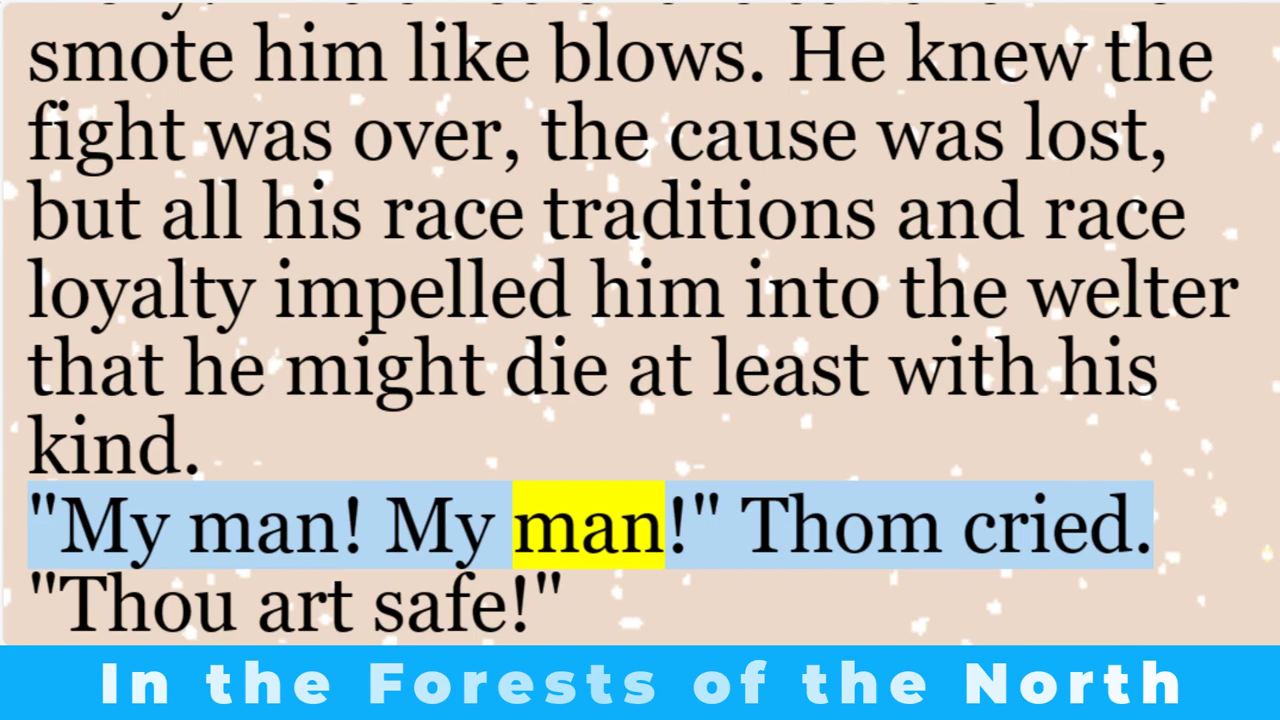 smote him like blows. He knew the
fight was over, the cause was lost,
but all his race traditions and race
loyalty impelled him into the welter
that he might die at least with his
kind.
"My man! My man!" Thom cried.
"Thou art safe!"
In the Forests of the North